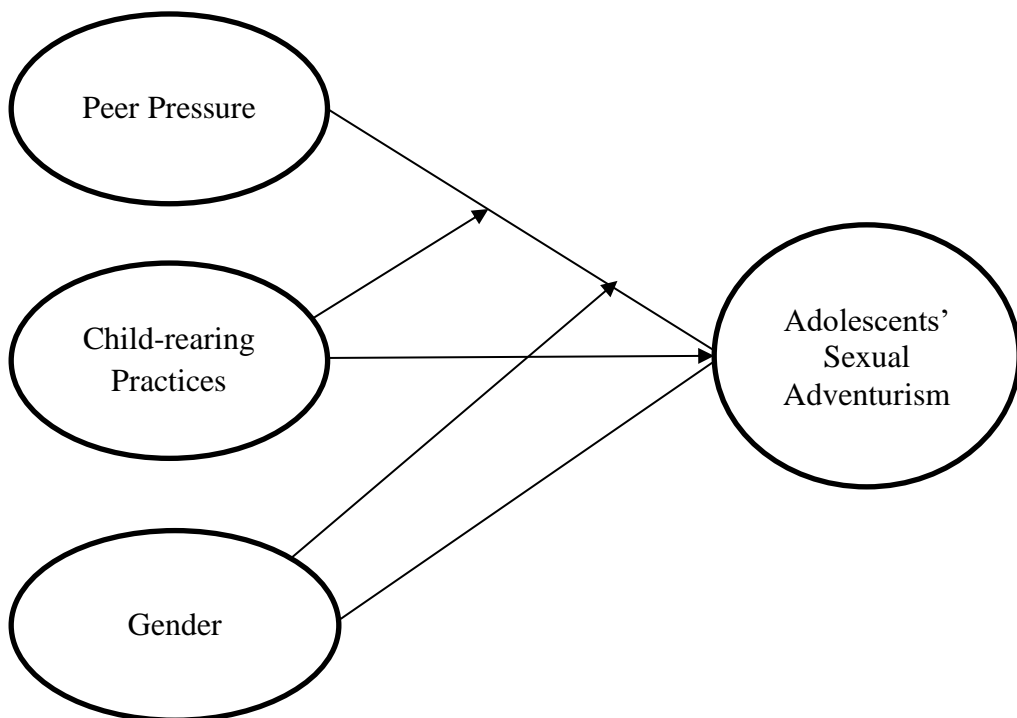 Peer Pressure
Child-rearing
Practices
Gender
Adolescents’
Sexual
Adventurism